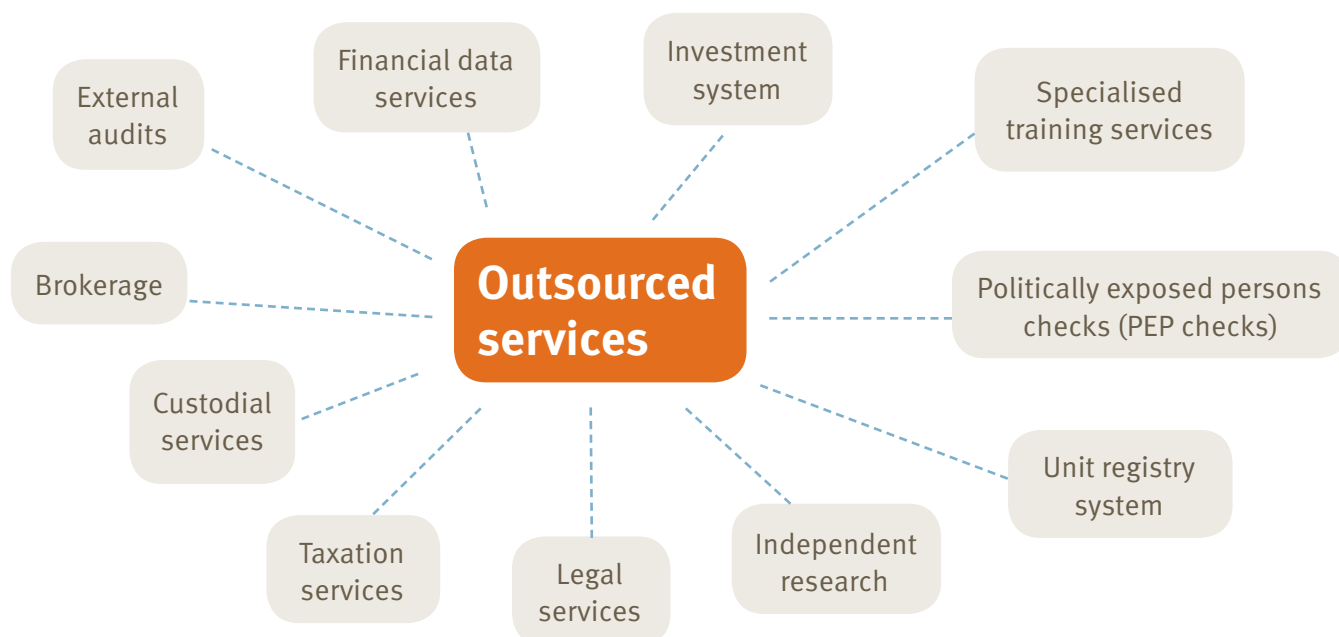 External
audits
Financial data
services
Investment
system
Specialised
training services
Brokerage
Outsourced
services
Politically exposed persons
checks (PEP checks)
Custodial
services
Unit registry
system
Taxation
services
Legal
services
Independent
research